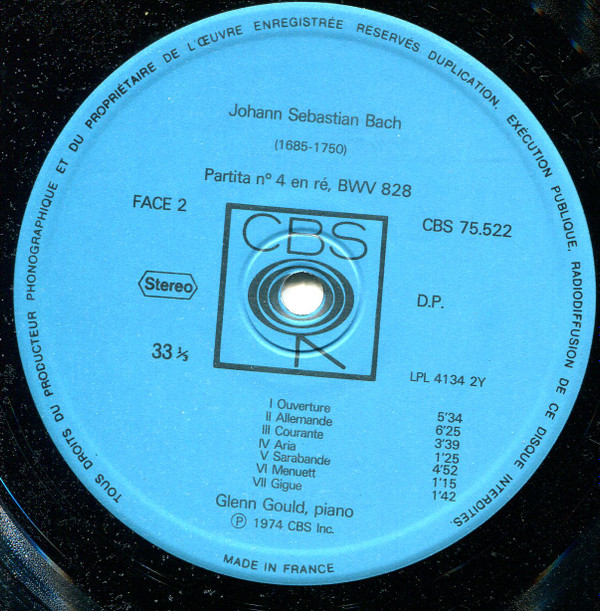 TOUS DROITS DU PRODUCTEUR PHONOGRAPHIQUE ET DU PROPRIÉTAIRE DE L'ŒUVRE ENREGISTRÉE RESERVÉS DUPLICATION, EXÉCUTION PUBLIQUE, RADIODIFFUSION DE CE DISQUE INTERDITES.
Johann Sebastian Bach
(1685-1750)
Partita n° 4 en ré, BWV 828
FACE 2
CBS
CBS 75.522
Stereo
D.P.
33 ⅓
LPL 4134 2Y
I Ouverture 5'34
II Allemande 6'25
III Courante 3'39
IV Aria 1'25
V Sarabande 4'52
VI Menuett 1'15
VII Gigue 1'42
Glenn Gould, piano
Ⓟ 1974 CBS Inc.
MADE IN FRANCE